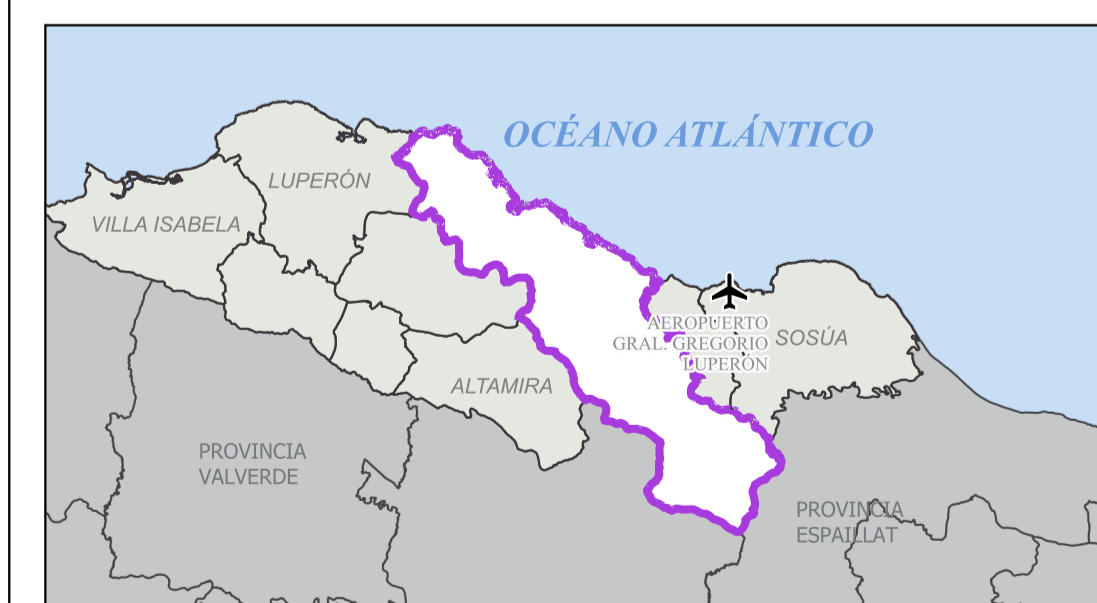 OCÉANO ATLÁNTICO
LUPERÓN
VILLA ISABELA
AEROPUERTO
GRAL. GREGORIO
LUPERÓN
SOSÚA
ALTAMIRA
PROVINCIA
VALVERDE
PROVINCIA
ESPAILLAT